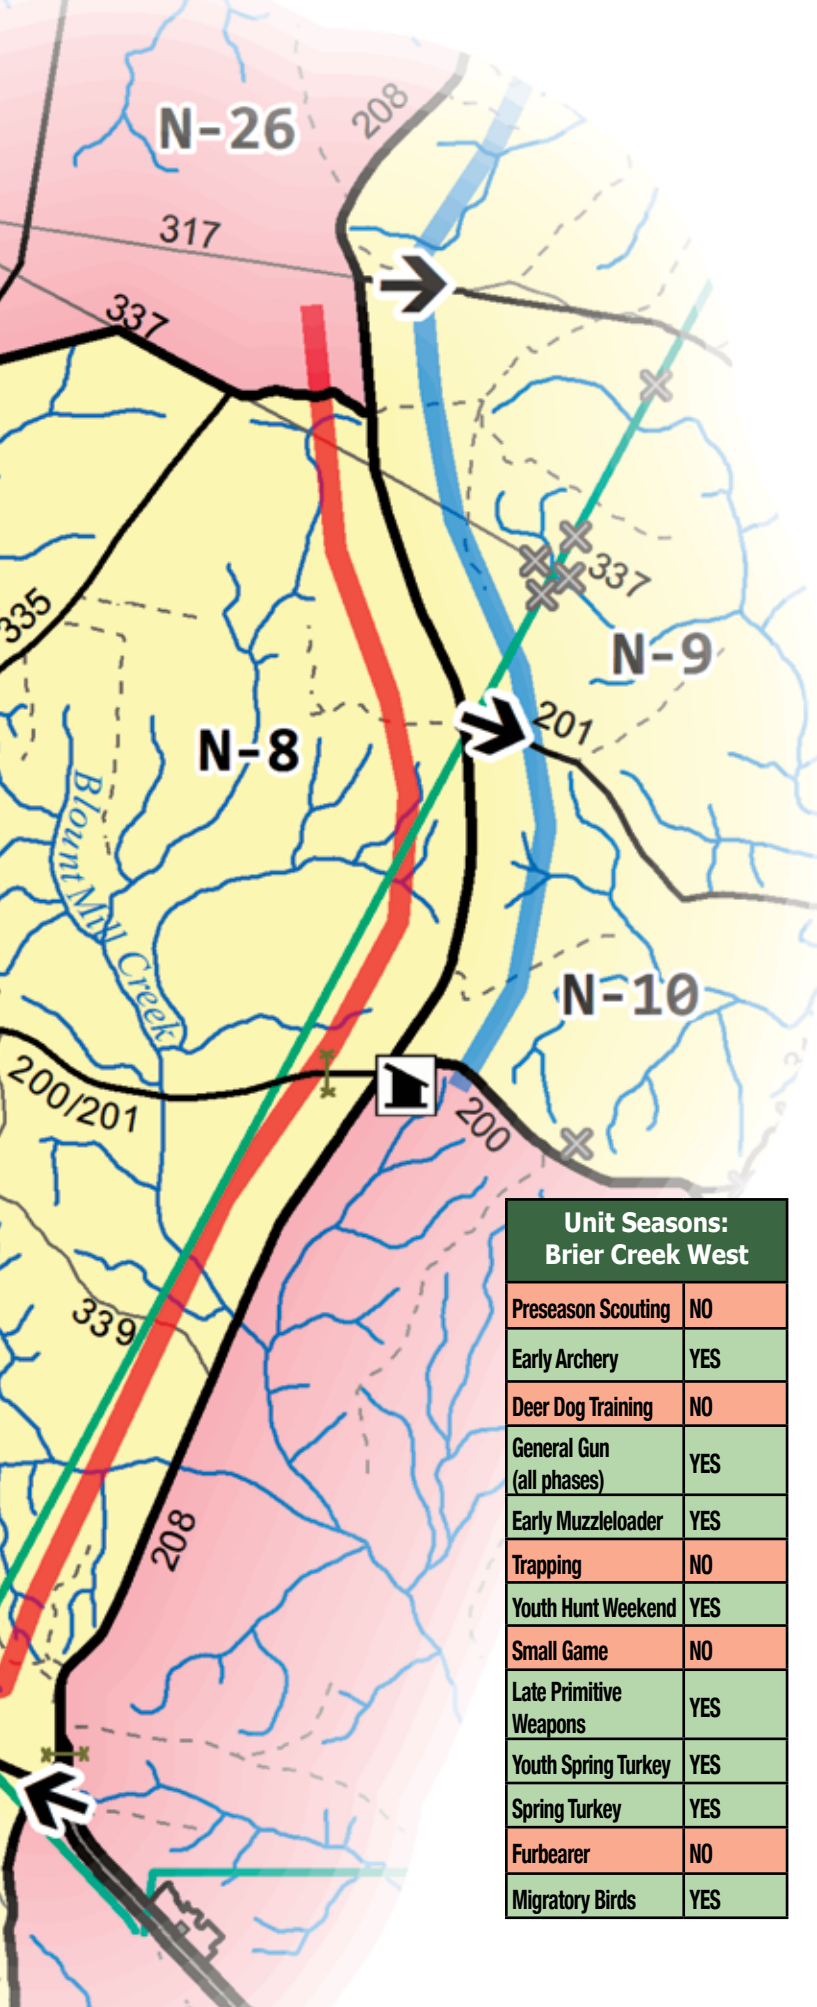 N-26
208
317
337
337
335
N-9
201
N-8
Blount Mill Creek
N-10
200/201
200
339
208
Unit Seasons:
Brier Creek West
Preseason Scouting NO
Early Archery YES
Deer Dog Training NO
General Gun
(all phases) YES
Early Muzzleloader YES
Trapping NO
Youth Hunt Weekend YES
Small Game NO
Late Primitive
Weapons YES
Youth Spring Turkey YES
Spring Turkey YES
Furbearer NO
Migratory Birds YES